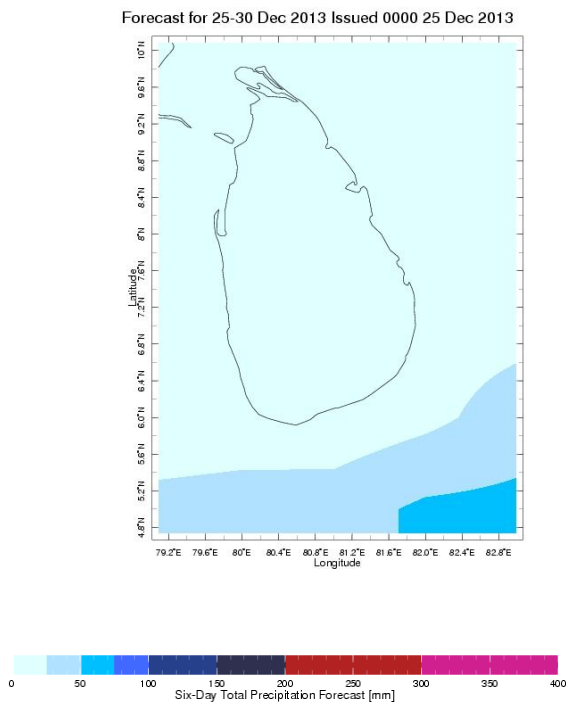 Forecast for 25-30 Dec 2013 Issued 0000 25 Dec 2013
10°N
9.6°N
9.2°N
8.8°N
8.4°N
8°N
7.6°N
7.2°N
6.8°N
6.4°N
6.0°N
5.6°N
5.2°N
4.8°N
Latitude
79.2°E 79.6°E 80°E 80.4°E 80.8°E 81.2°E 81.6°E 82.0°E 82.4°E 82.8°E
Longitude
0 50 100 150 200 250 300 350 400
Six-Day Total Precipitation Forecast [mm]